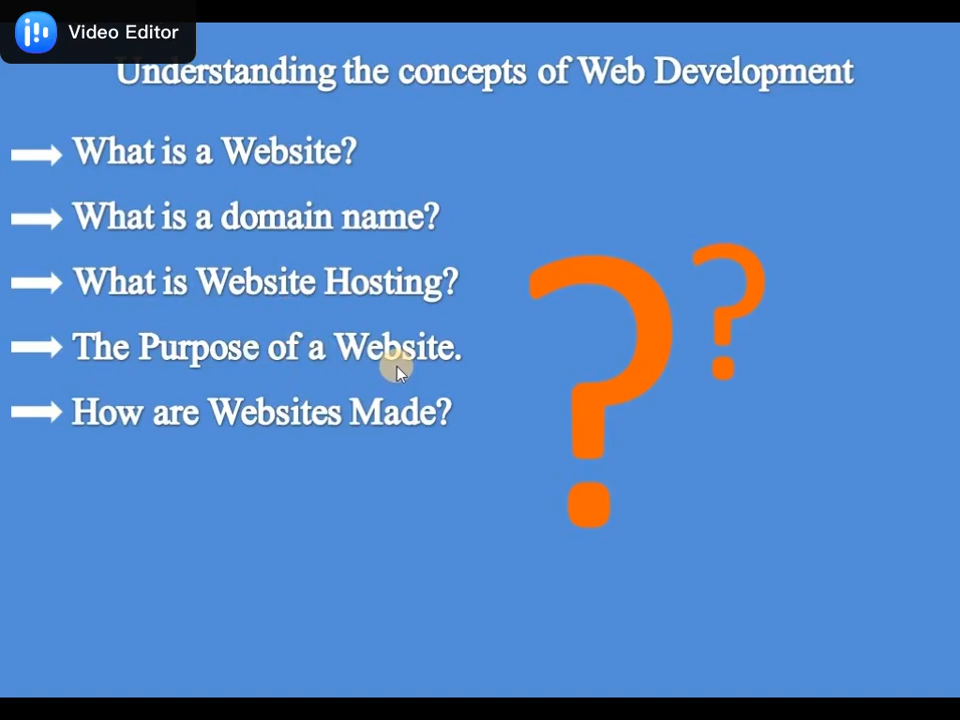 Video Editor
Understanding the concepts of Web Development
What is a Website?
What is a domain name?
What is Website Hosting?
The Purpose of a Website.
How are Websites Made?
? ?